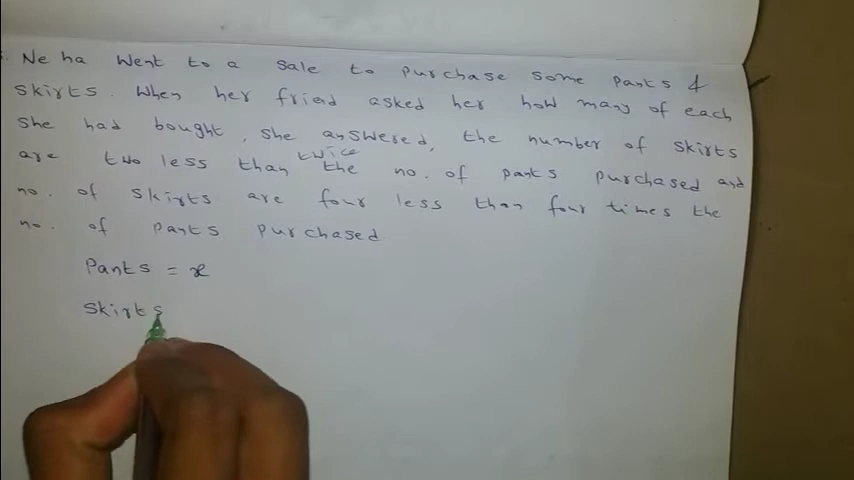 Neha went to a sale to purchase some pants &
skirts. When her friend asked her how many of each
she had bought, she answered, the number of skirts
are two less than twice the no. of pants purchased and
no. of skirts are four less than four times the
no. of pants purchased
Pants = x
Skirts